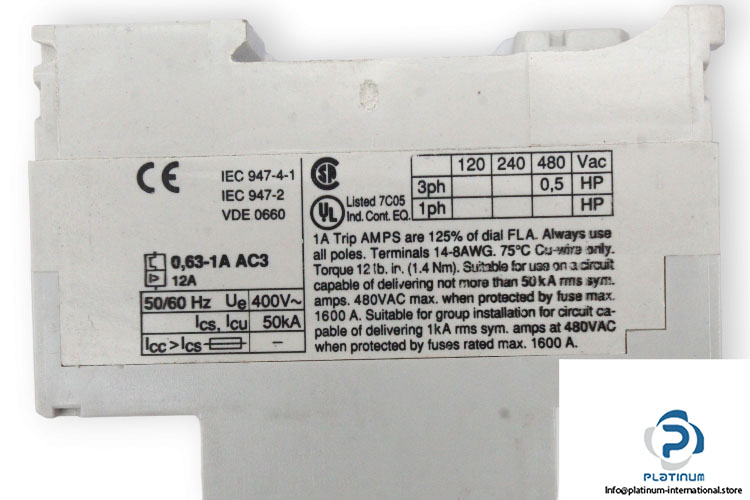 CE
IEC 947-4-1
IEC 947-2
VDE 0660
0,63-1A AC3
12A
50/60 Hz Ue 400V~
Ics, Icu 50kA
Icc > Ics –
UL
Listed 7C05
Ind. Cont. EQ.
120 240 480 Vac
3ph 0,5 HP
1ph HP
1A Trip AMPS are 125% of dial FLA. Always use
all poles. Terminals 14-8AWG. 75°C Cu-wire only.
Torque 12 lb. in. (1.4 Nm). Suitable for use on a circuit
capable of delivering not more than 50 kA rms sym.
amps. 480VAC max. when protected by fuse max.
1600 A. Suitable for group installation for circuit ca-
pable of delivering 1kA rms sym. amps at 480VAC
when protected by fuses rated max. 1600 A.
PLATINUM
Info@platinum-international.store